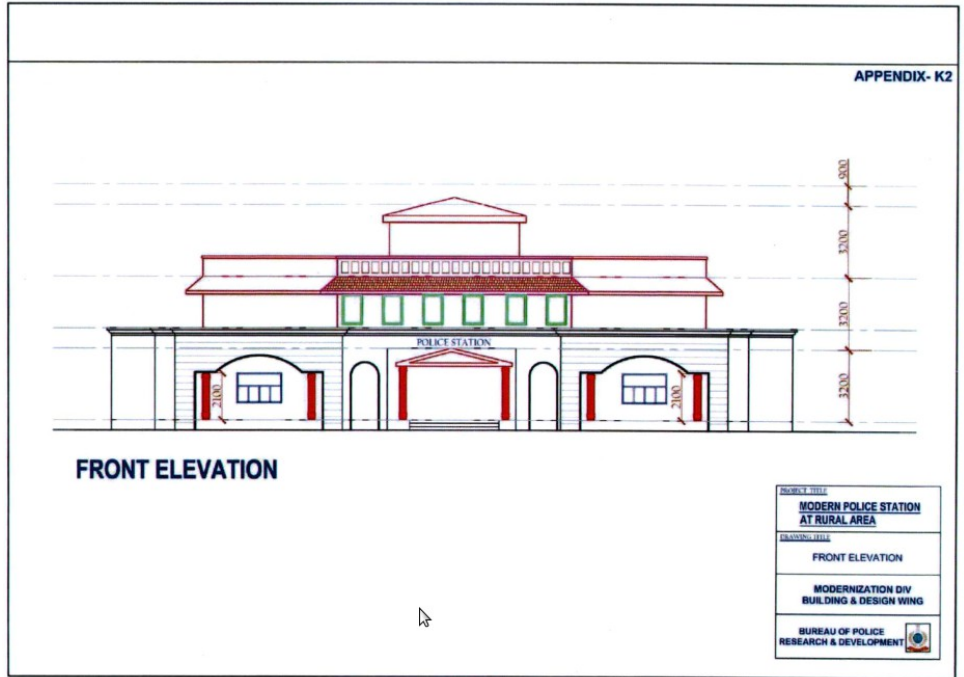 APPENDIX- K2
900
3200
3200
3200
POLICE STATION
2100
2100
FRONT ELEVATION
PROJECT TITLE
MODERN POLICE STATION
AT RURAL AREA
DRAWING TITLE
FRONT ELEVATION
MODERNIZATION DIV
BUILDING & DESIGN WING
BUREAU OF POLICE
RESEARCH & DEVELOPMENT